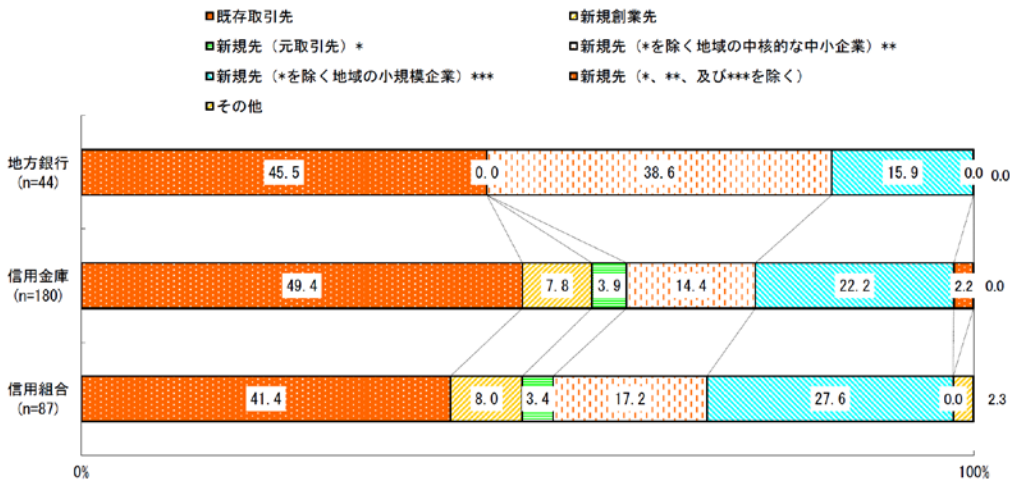 既存取引先
新規創業先
新規先（元取引先）*
新規先（*を除く地域の中核的な中小企業）**
新規先（*を除く地域の小規模企業）***
新規先（*、**、及び***を除く）
その他
地方銀行
(n=44)
45.5
0.0
38.6
15.9
0.0
0.0
信用金庫
(n=180)
49.4
7.8
3.9
14.4
22.2
2.2
0.0
信用組合
(n=87)
41.4
8.0
3.4
17.2
27.6
0.0
2.3
0%
100%